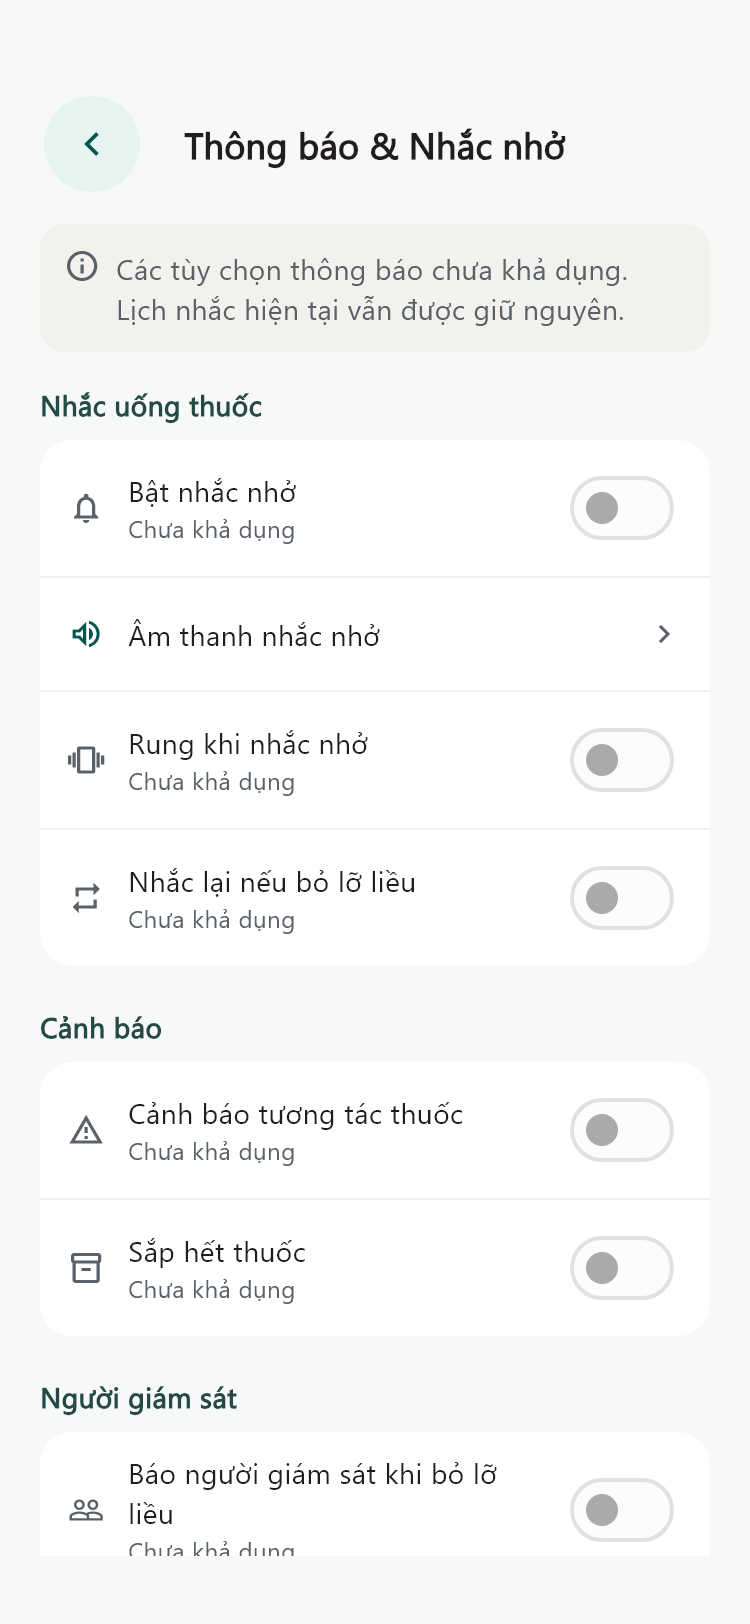 Thông báo & Nhắc nhở
Các tùy chọn thông báo chưa khả dụng.
Lịch nhắc hiện tại vẫn được giữ nguyên.
Nhắc uống thuốc
Bật nhắc nhở
Chưa khả dụng
Âm thanh nhắc nhở
Rung khi nhắc nhở
Chưa khả dụng
Nhắc lại nếu bỏ lỡ liều
Chưa khả dụng
Cảnh báo
Cảnh báo tương tác thuốc
Chưa khả dụng
Sắp hết thuốc
Chưa khả dụng
Người giám sát
Báo người giám sát khi bỏ lỡ
liều
Chưa khả dụng